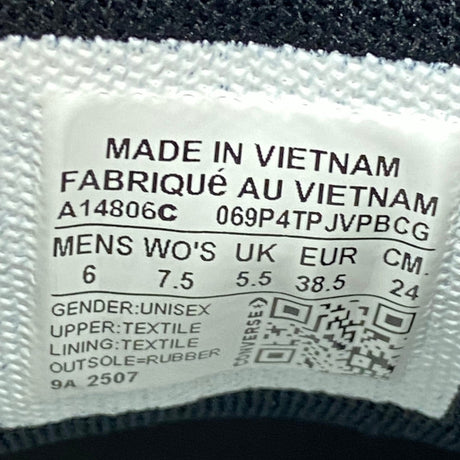 MADE IN VIETNAM
FABRIQUé AU VIETNAM
A14806C 069P4TPJVPBCG
MENS WO'S UK EUR CM.
6 7.5 5.5 38.5 24
GENDER:UNISEX
UPPER:TEXTILE
LINING:TEXTILE
OUTSOLE=RUBBER
9A 2507
CONVERSE